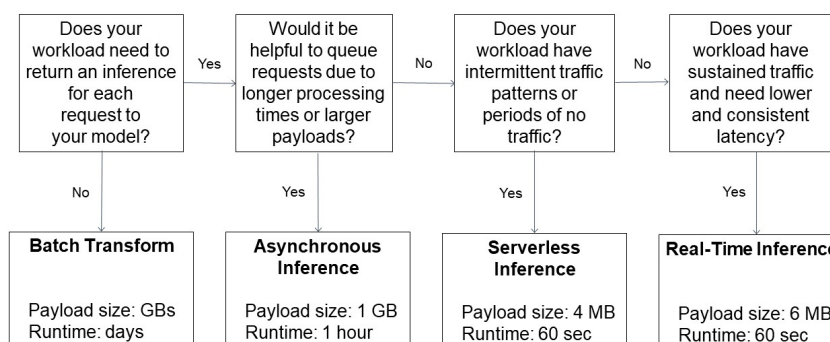 Does your
workload need to
return an inference
for each
request to
your model?
Yes
Would it be
helpful to queue
requests due to
longer processing
times or larger
payloads?
No
Does your
workload have
intermittent traffic
patterns or
periods of no
traffic?
No
Does your
workload have
sustained traffic
and need lower
and consistent
latency?
No
Yes
Yes
Yes
Batch Transform
Payload size: GBs
Runtime: days
Asynchronous
Inference
Payload size: 1 GB
Runtime: 1 hour
Serverless
Inference
Payload size: 4 MB
Runtime: 60 sec
Real-Time Inference
Payload size: 6 MB
Runtime: 60 sec